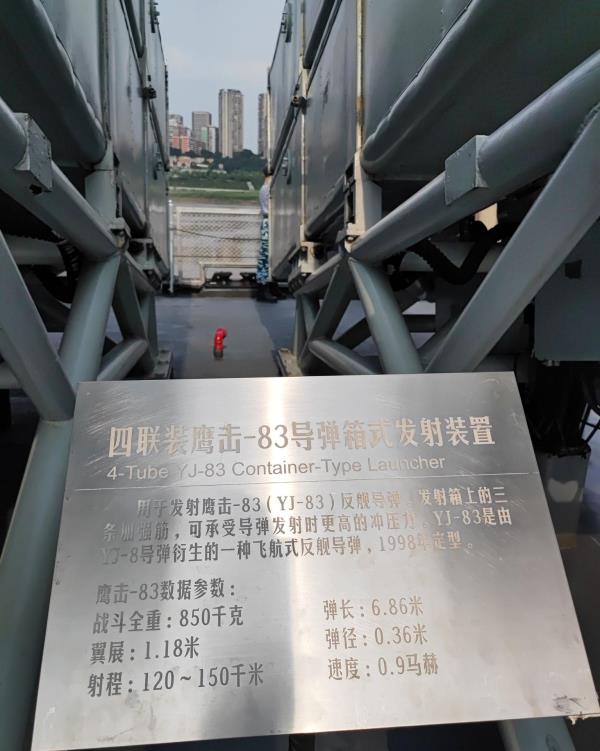 四联装鹰击-83导弹箱式发射装置
4-Tube YJ-83 Container-Type Launcher
用于发射鹰击-83(YJ-83)反舰导弹,发射箱上的三
条加强筋,可承受导弹发射时更高的冲压力。YJ-83是由
YJ-8导弹衍生的一种飞航式反舰导弹,1998年定型。
鹰击-83数据参数:
战斗全重:850千克
翼展:1.18米
射程:120~150千米
弹长:6.86米
弹径:0.36米
速度:0.9马赫